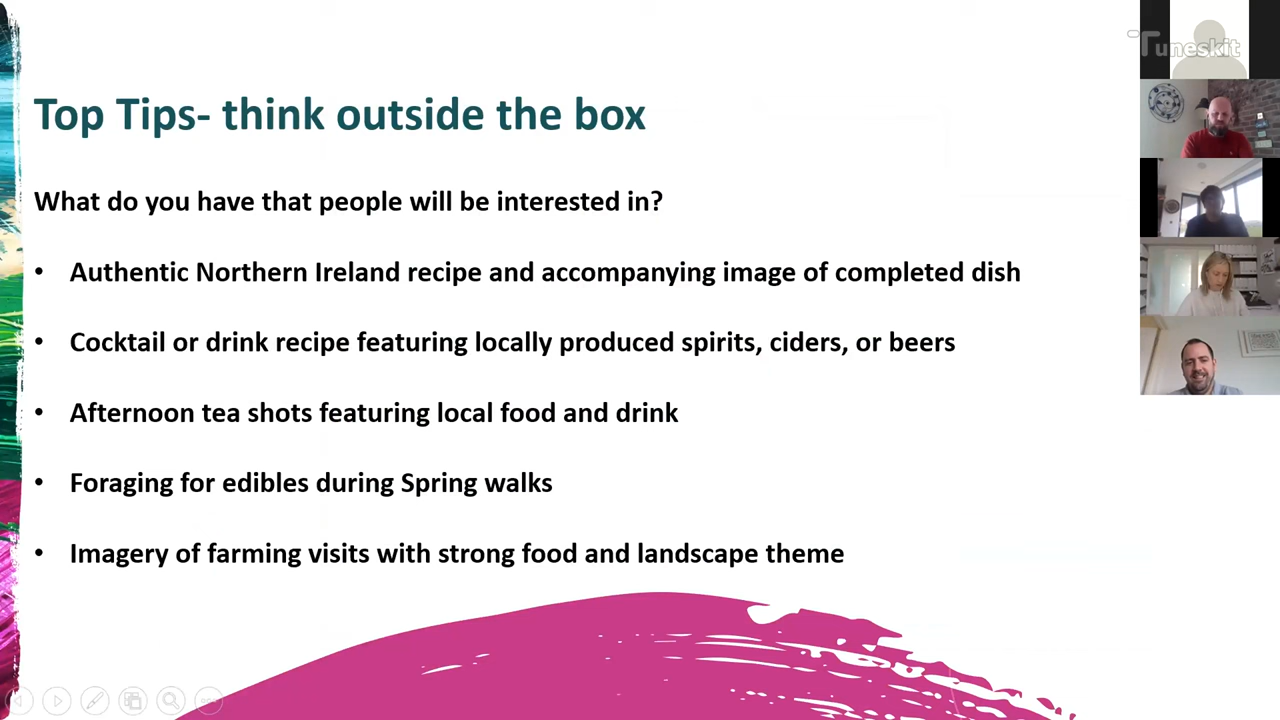 Top Tips- think outside the box
What do you have that people will be interested in?
• Authentic Northern Ireland recipe and accompanying image of completed dish
• Cocktail or drink recipe featuring locally produced spirits, ciders, or beers
• Afternoon tea shots featuring local food and drink
• Foraging for edibles during Spring walks
• Imagery of farming visits with strong food and landscape theme
Tuneskit